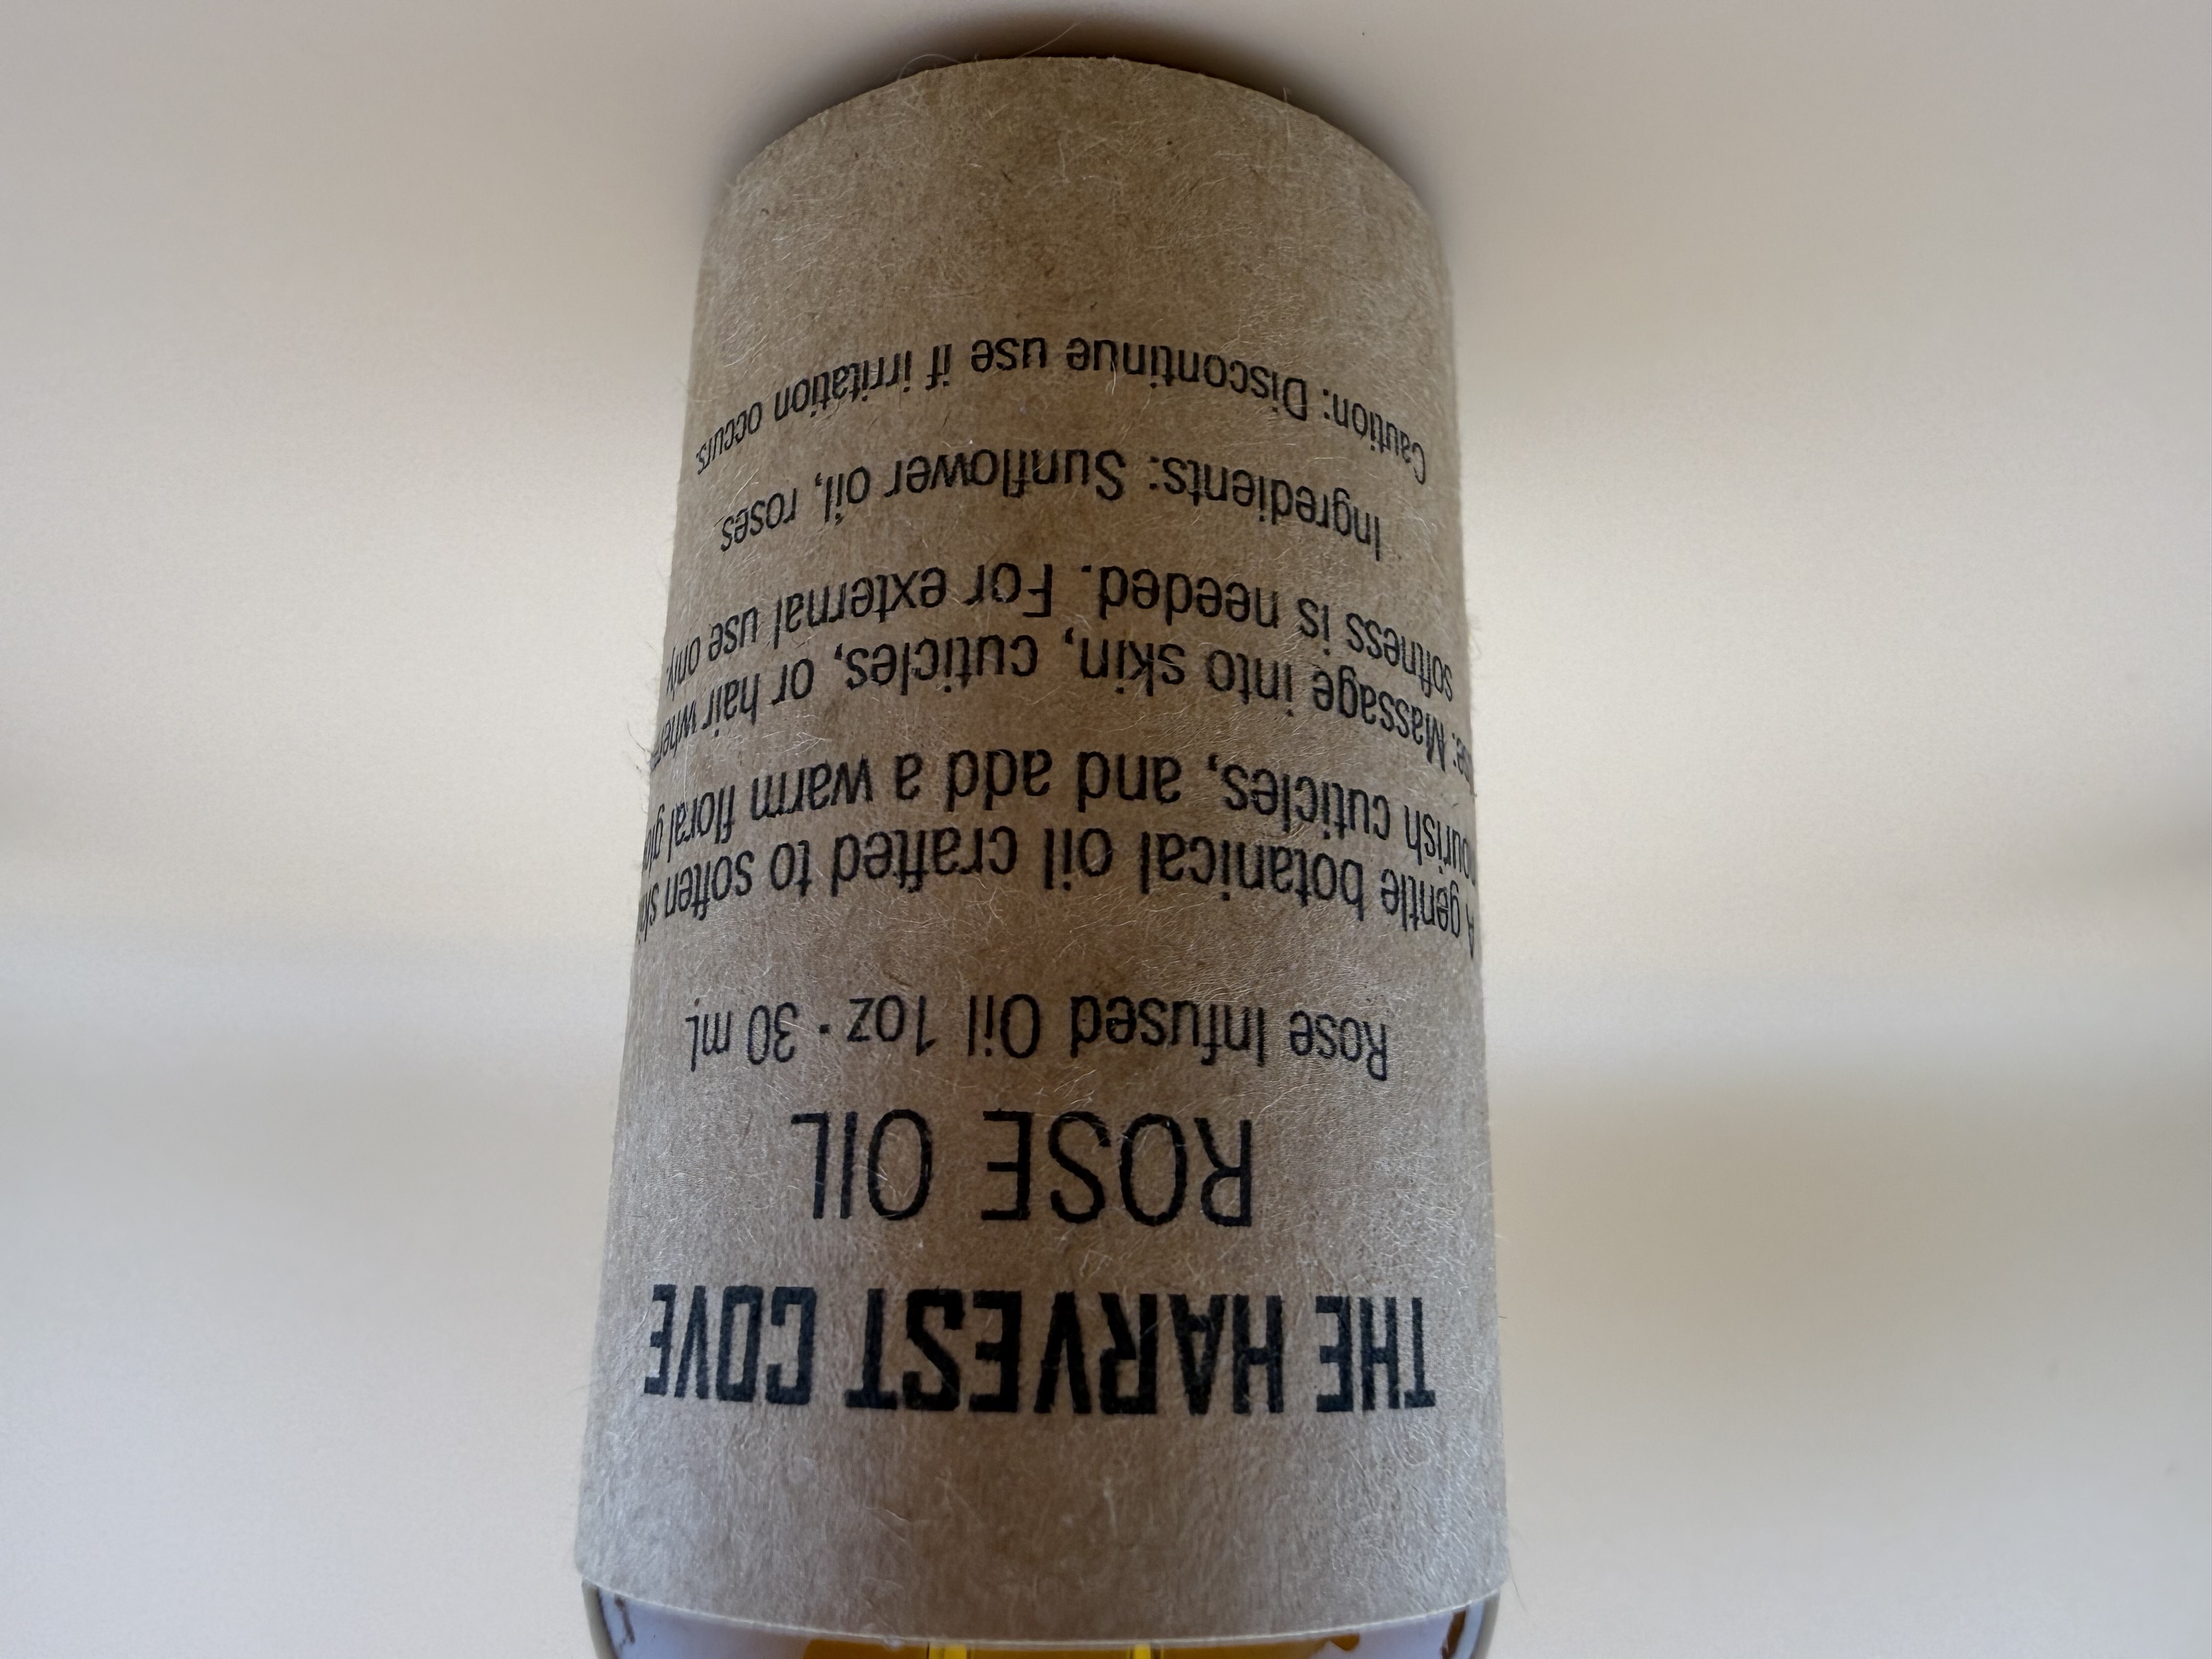 THE HARVEST COVE
ROSE OIL
Rose Infused Oil 1oz · 30 mL
A gentle botanical oil crafted to soften
nourish cuticles, and add a warm floral
Massage into skin, cuticles, or hair
softness is needed. For external use only.
Ingredients: Sunflower oil, roses
Caution: Discontinue use if irritation occurs.